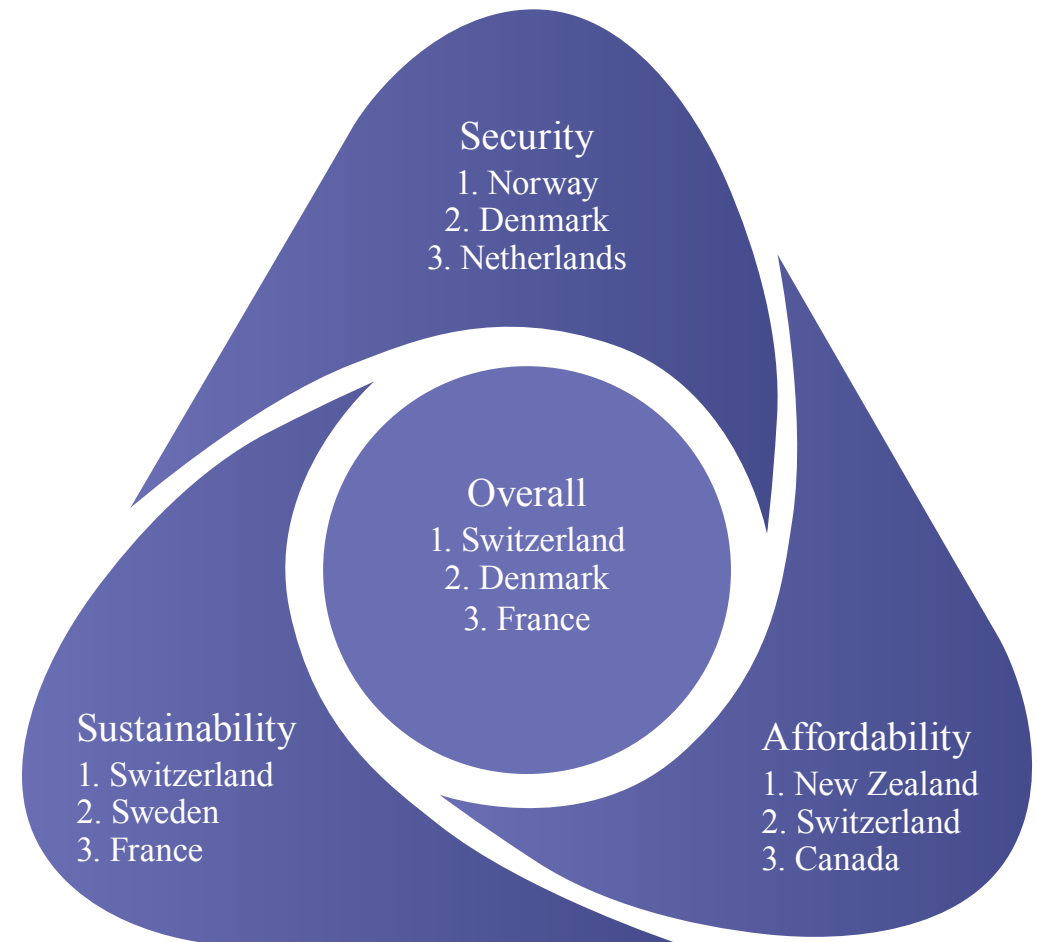 Security
1. Norway
2. Denmark
3. Netherlands
Overall
1. Switzerland
2. Denmark
3. France
Sustainability
1. Switzerland
2. Sweden
3. France
Affordability
1. New Zealand
2. Switzerland
3. Canada